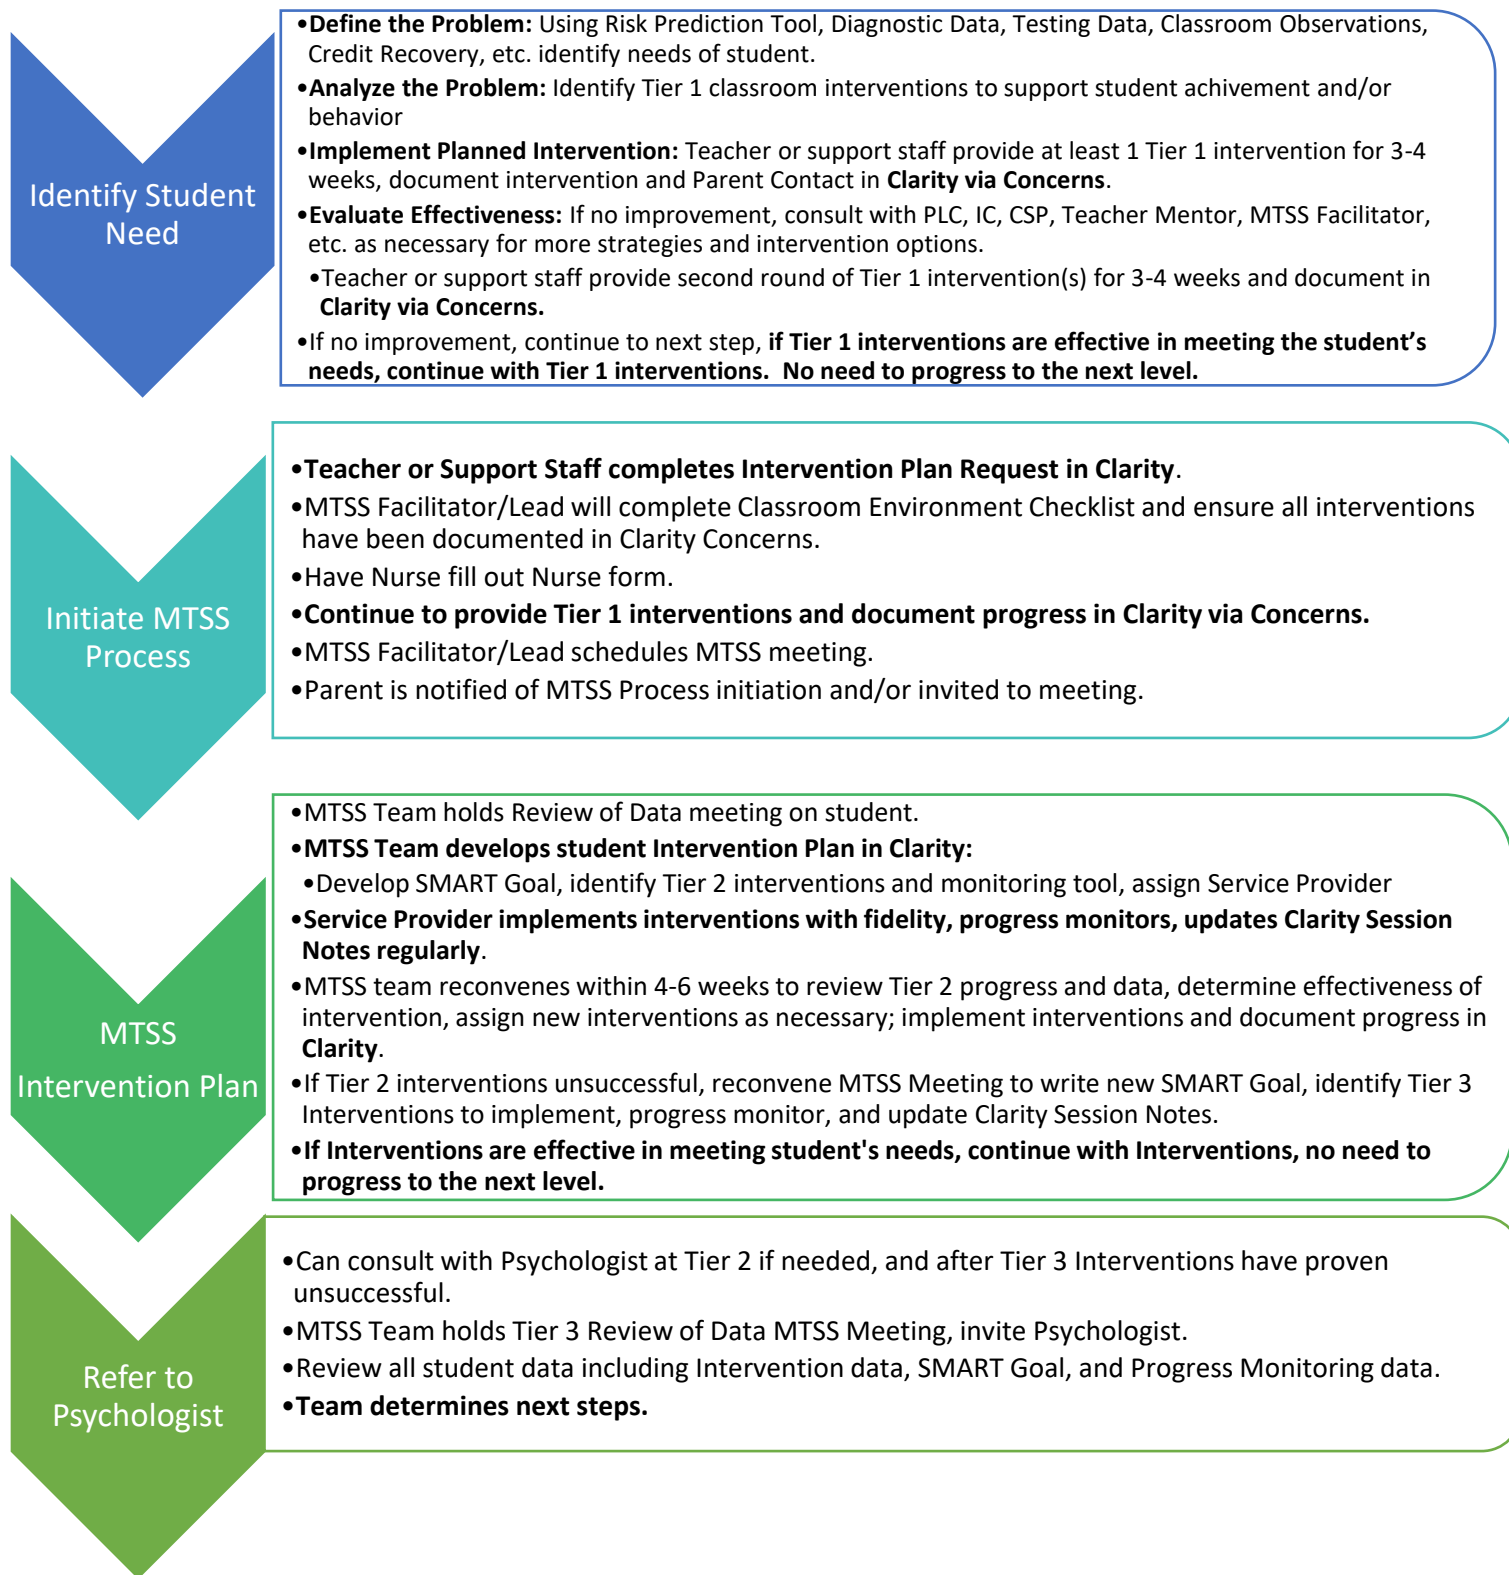 Identify Student
Need
•Define the Problem: Using Risk Prediction Tool, Diagnostic Data, Testing Data, Classroom Observations,
Credit Recovery, etc. identify needs of student.
•Analyze the Problem: Identify Tier 1 classroom interventions to support student achivement and/or
behavior
•Implement Planned Intervention: Teacher or support staff provide at least 1 Tier 1 intervention for 3-4
weeks, document intervention and Parent Contact in Clarity via Concerns.
•Evaluate Effectiveness: If no improvement, consult with PLC, IC, CSP, Teacher Mentor, MTSS Facilitator,
etc. as necessary for more strategies and intervention options.
•Teacher or support staff provide second round of Tier 1 intervention(s) for 3-4 weeks and document in
Clarity via Concerns.
•If no improvement, continue to next step, if Tier 1 interventions are effective in meeting the student’s
needs, continue with Tier 1 interventions.  No need to progress to the next level.
Initiate MTSS
Process
•Teacher or Support Staff completes Intervention Plan Request in Clarity.
•MTSS Facilitator/Lead will complete Classroom Environment Checklist and ensure all interventions
have been documented in Clarity Concerns.
•Have Nurse fill out Nurse form.
•Continue to provide Tier 1 interventions and document progress in Clarity via Concerns.
•MTSS Facilitator/Lead schedules MTSS meeting.
•Parent is notified of MTSS Process initiation and/or invited to meeting.
MTSS
Intervention Plan
•MTSS Team holds Review of Data meeting on student.
•MTSS Team develops student Intervention Plan in Clarity:
•Develop SMART Goal, identify Tier 2 interventions and monitoring tool, assign Service Provider
•Service Provider implements interventions with fidelity, progress monitors, updates Clarity Session
Notes regularly.
•MTSS team reconvenes within 4-6 weeks to review Tier 2 progress and data, determine effectiveness of
intervention, assign new interventions as necessary; implement interventions and document progress in
Clarity.
•If Tier 2 interventions unsuccessful, reconvene MTSS Meeting to write new SMART Goal, identify Tier 3
Interventions to implement, progress monitor, and update Clarity Session Notes.
•If Interventions are effective in meeting student's needs, continue with Interventions, no need to
progress to the next level.
Refer to
Psychologist
•Can consult with Psychologist at Tier 2 if needed, and after Tier 3 Interventions have proven
unsuccessful.
•MTSS Team holds Tier 3 Review of Data MTSS Meeting, invite Psychologist.
•Review all student data including Intervention data, SMART Goal, and Progress Monitoring data.
•Team determines next steps.